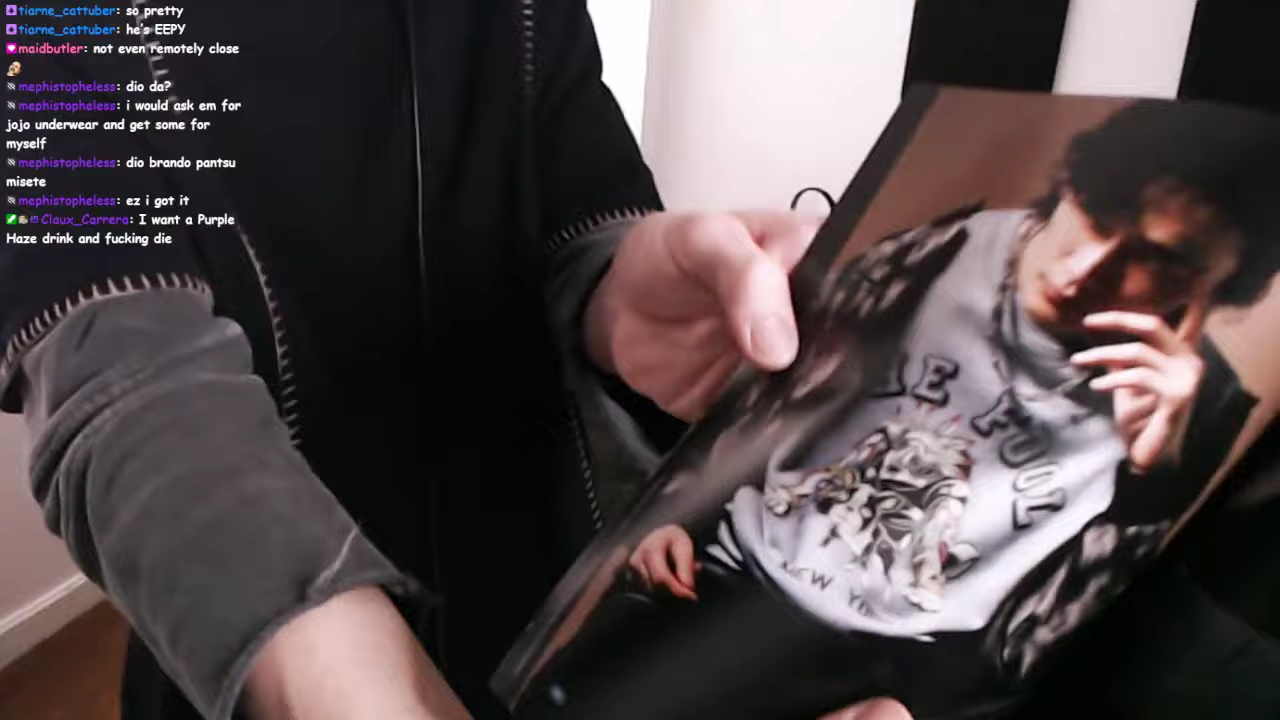 tiarne_cattuber: so pretty
tiarne_cattuber: he's EEPY
maidbutler: not even remotely close
mephistopheless: dio da?
mephistopheless: i would ask em for
jojo underwear and get some for
myself
mephistopheless: dio brando pantsu
misete
mephistopheless: ez i got it
Claux_Carrera: I want a Purple
Haze drink and fucking die
FOOL
NEW